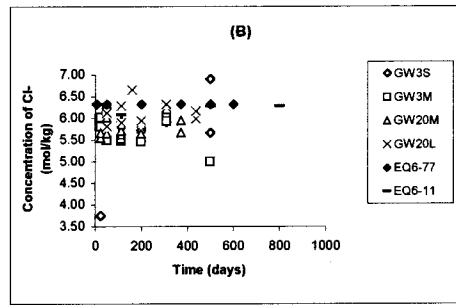 (B)
Concentration of Cl-
(mol/kg)
7.00
6.50
6.00
5.50
5.00
4.50
4.00
3.50
0 200 400 600 800 1000
Time (days)
GW3S
GW3M
GW20M
GW20L
EQ6-77
EQ6-11